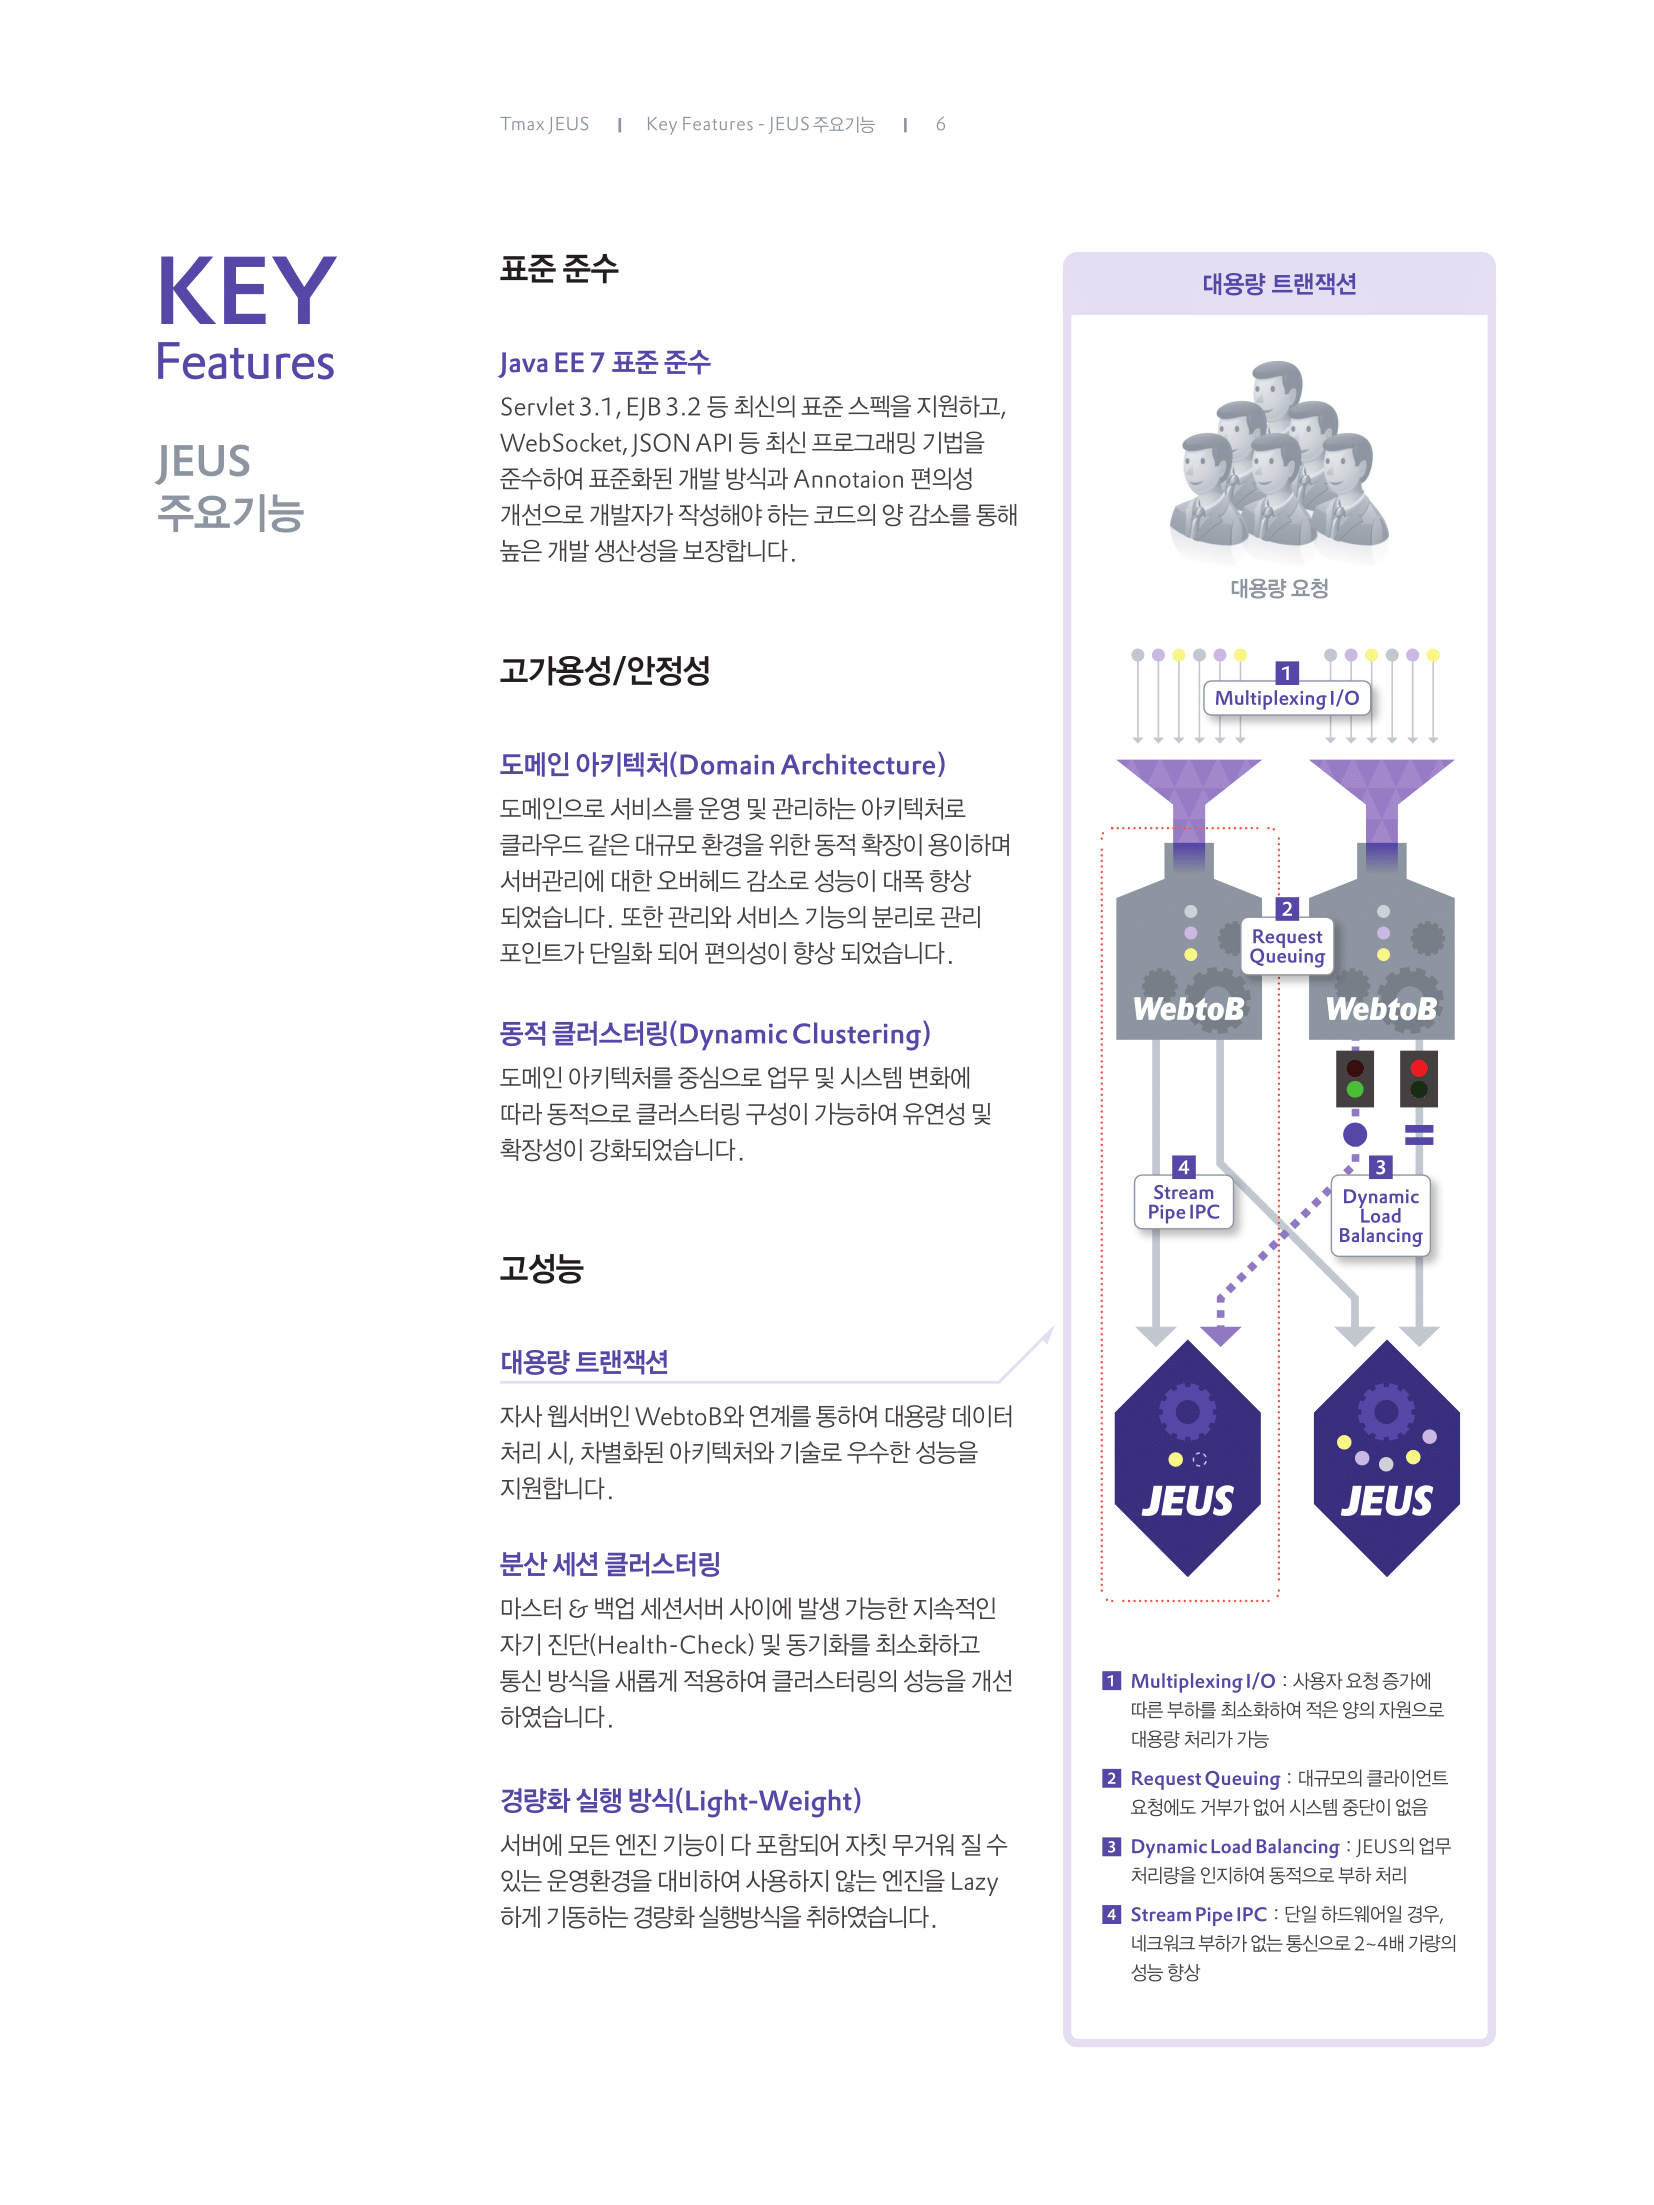 Tmax JEUS | Key Features - JEUS 주요기능 | 6
KEY
Features
JEUS
주요기능
표준 준수
Java EE 7 표준 준수
Servlet 3.1, EJB 3.2 등 최신의 표준 스펙을 지원하고,
WebSocket, JSON API 등 최신 프로그래밍 기법을
준수하여 표준화된 개발 방식과 Annotaion 편의성
개선으로 개발자가 작성해야 하는 코드의 양 감소를 통해
높은 개발 생산성을 보장합니다.
고가용성/안정성
도메인 아키텍처(Domain Architecture)
도메인으로 서비스를 운영 및 관리하는 아키텍처로
클라우드 같은 대규모 환경을 위한 동적 확장이 용이하며
서버관리에 대한 오버헤드 감소로 성능이 대폭 향상
되었습니다. 또한 관리와 서비스 기능의 분리로 관리
포인트가 단일화 되어 편의성이 향상 되었습니다.
동적 클러스터링(Dynamic Clustering)
도메인 아키텍처를 중심으로 업무 및 시스템 변화에
따라 동적으로 클러스터링 구성이 가능하여 유연성 및
확장성이 강화되었습니다.
고성능
대용량 트랜잭션
자사 웹서버인 WebtoB와 연계를 통하여 대용량 데이터
처리 시, 차별화된 아키텍처와 기술로 우수한 성능을
지원합니다.
분산 세션 클러스터링
마스터 & 백업 세션서버 사이에 발생 가능한 지속적인
자기 진단(Health-Check) 및 동기화를 최소화하고
통신 방식을 새롭게 적용하여 클러스터링의 성능을 개선
하였습니다.
경량화 실행 방식(Light-Weight)
서버에 모든 엔진 기능이 다 포함되어 자칫 무거워 질 수
있는 운영환경을 대비하여 사용하지 않는 엔진을 Lazy
하게 기동하는 경량화 실행방식을 취하였습니다.
대용량 트랜잭션
대용량 요청
1
Multiplexing I/O
2
Request
Queuing
WebtoB
WebtoB
4
Stream
Pipe IPC
3
Dynamic
Load
Balancing
JEUS
JEUS
1 Multiplexing I/O : 사용자 요청 증가에
따른 부하를 최소화하여 적은 양의 자원으로
대용량 처리가 가능
2 Request Queuing : 대규모의 클라이언트
요청에도 거부가 없어 시스템 중단이 없음
3 Dynamic Load Balancing : JEUS의 업무
처리량을 인지하여 동적으로 부하 처리
4 Stream Pipe IPC : 단일 하드웨어일 경우,
네크워크 부하가 없는 통신으로 2~4배 가량의
성능 향상